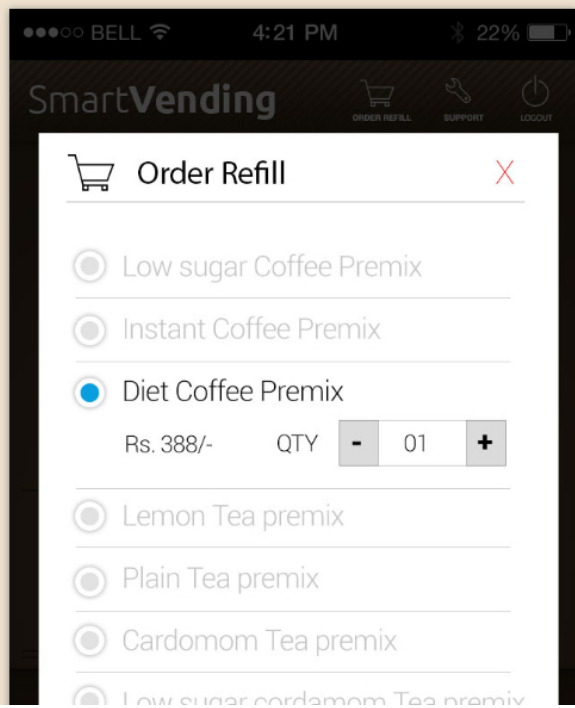 BELL 4:21 PM 22%
SmartVending
ORDER REFILL SUPPORT LOGOUT
Order Refill X
Low sugar Coffee Premix
Instant Coffee Premix
Diet Coffee Premix
Rs. 388/- QTY - 01 +
Lemon Tea premix
Plain Tea premix
Cardomom Tea premix
Low sugar cordamom Tea premix